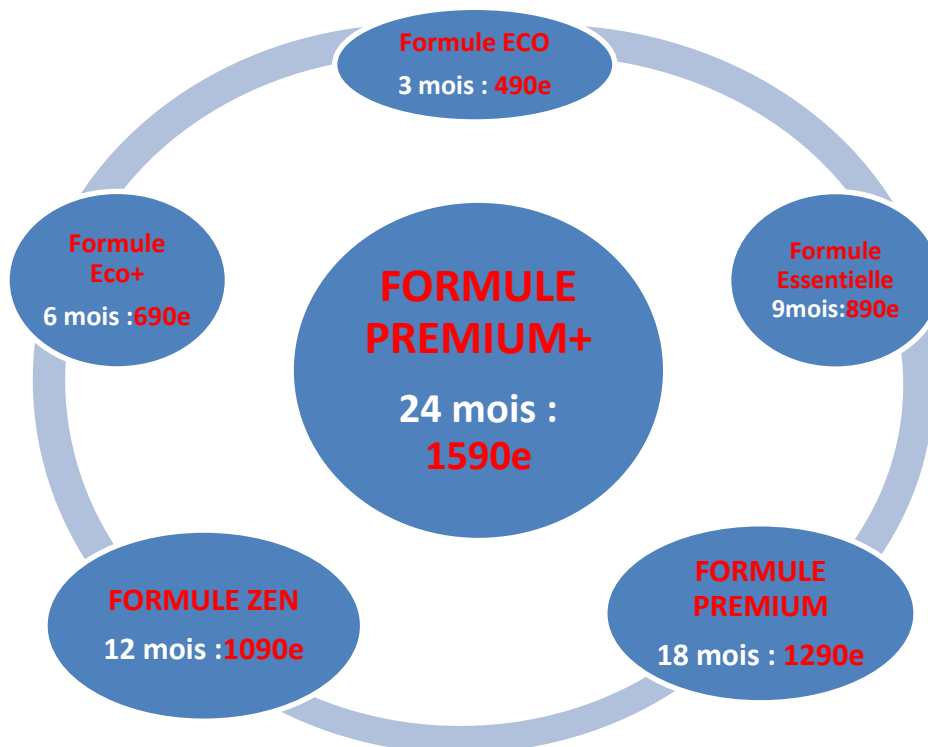 Formule ECO
3 mois : 490e
Formule
Eco+
6 mois :690e
FORMULE
PREMIUM+
24 mois :
1590e
Formule
Essentielle
9mois:890e
FORMULE ZEN
12 mois :1090e
FORMULE
PREMIUM
18 mois : 1290e